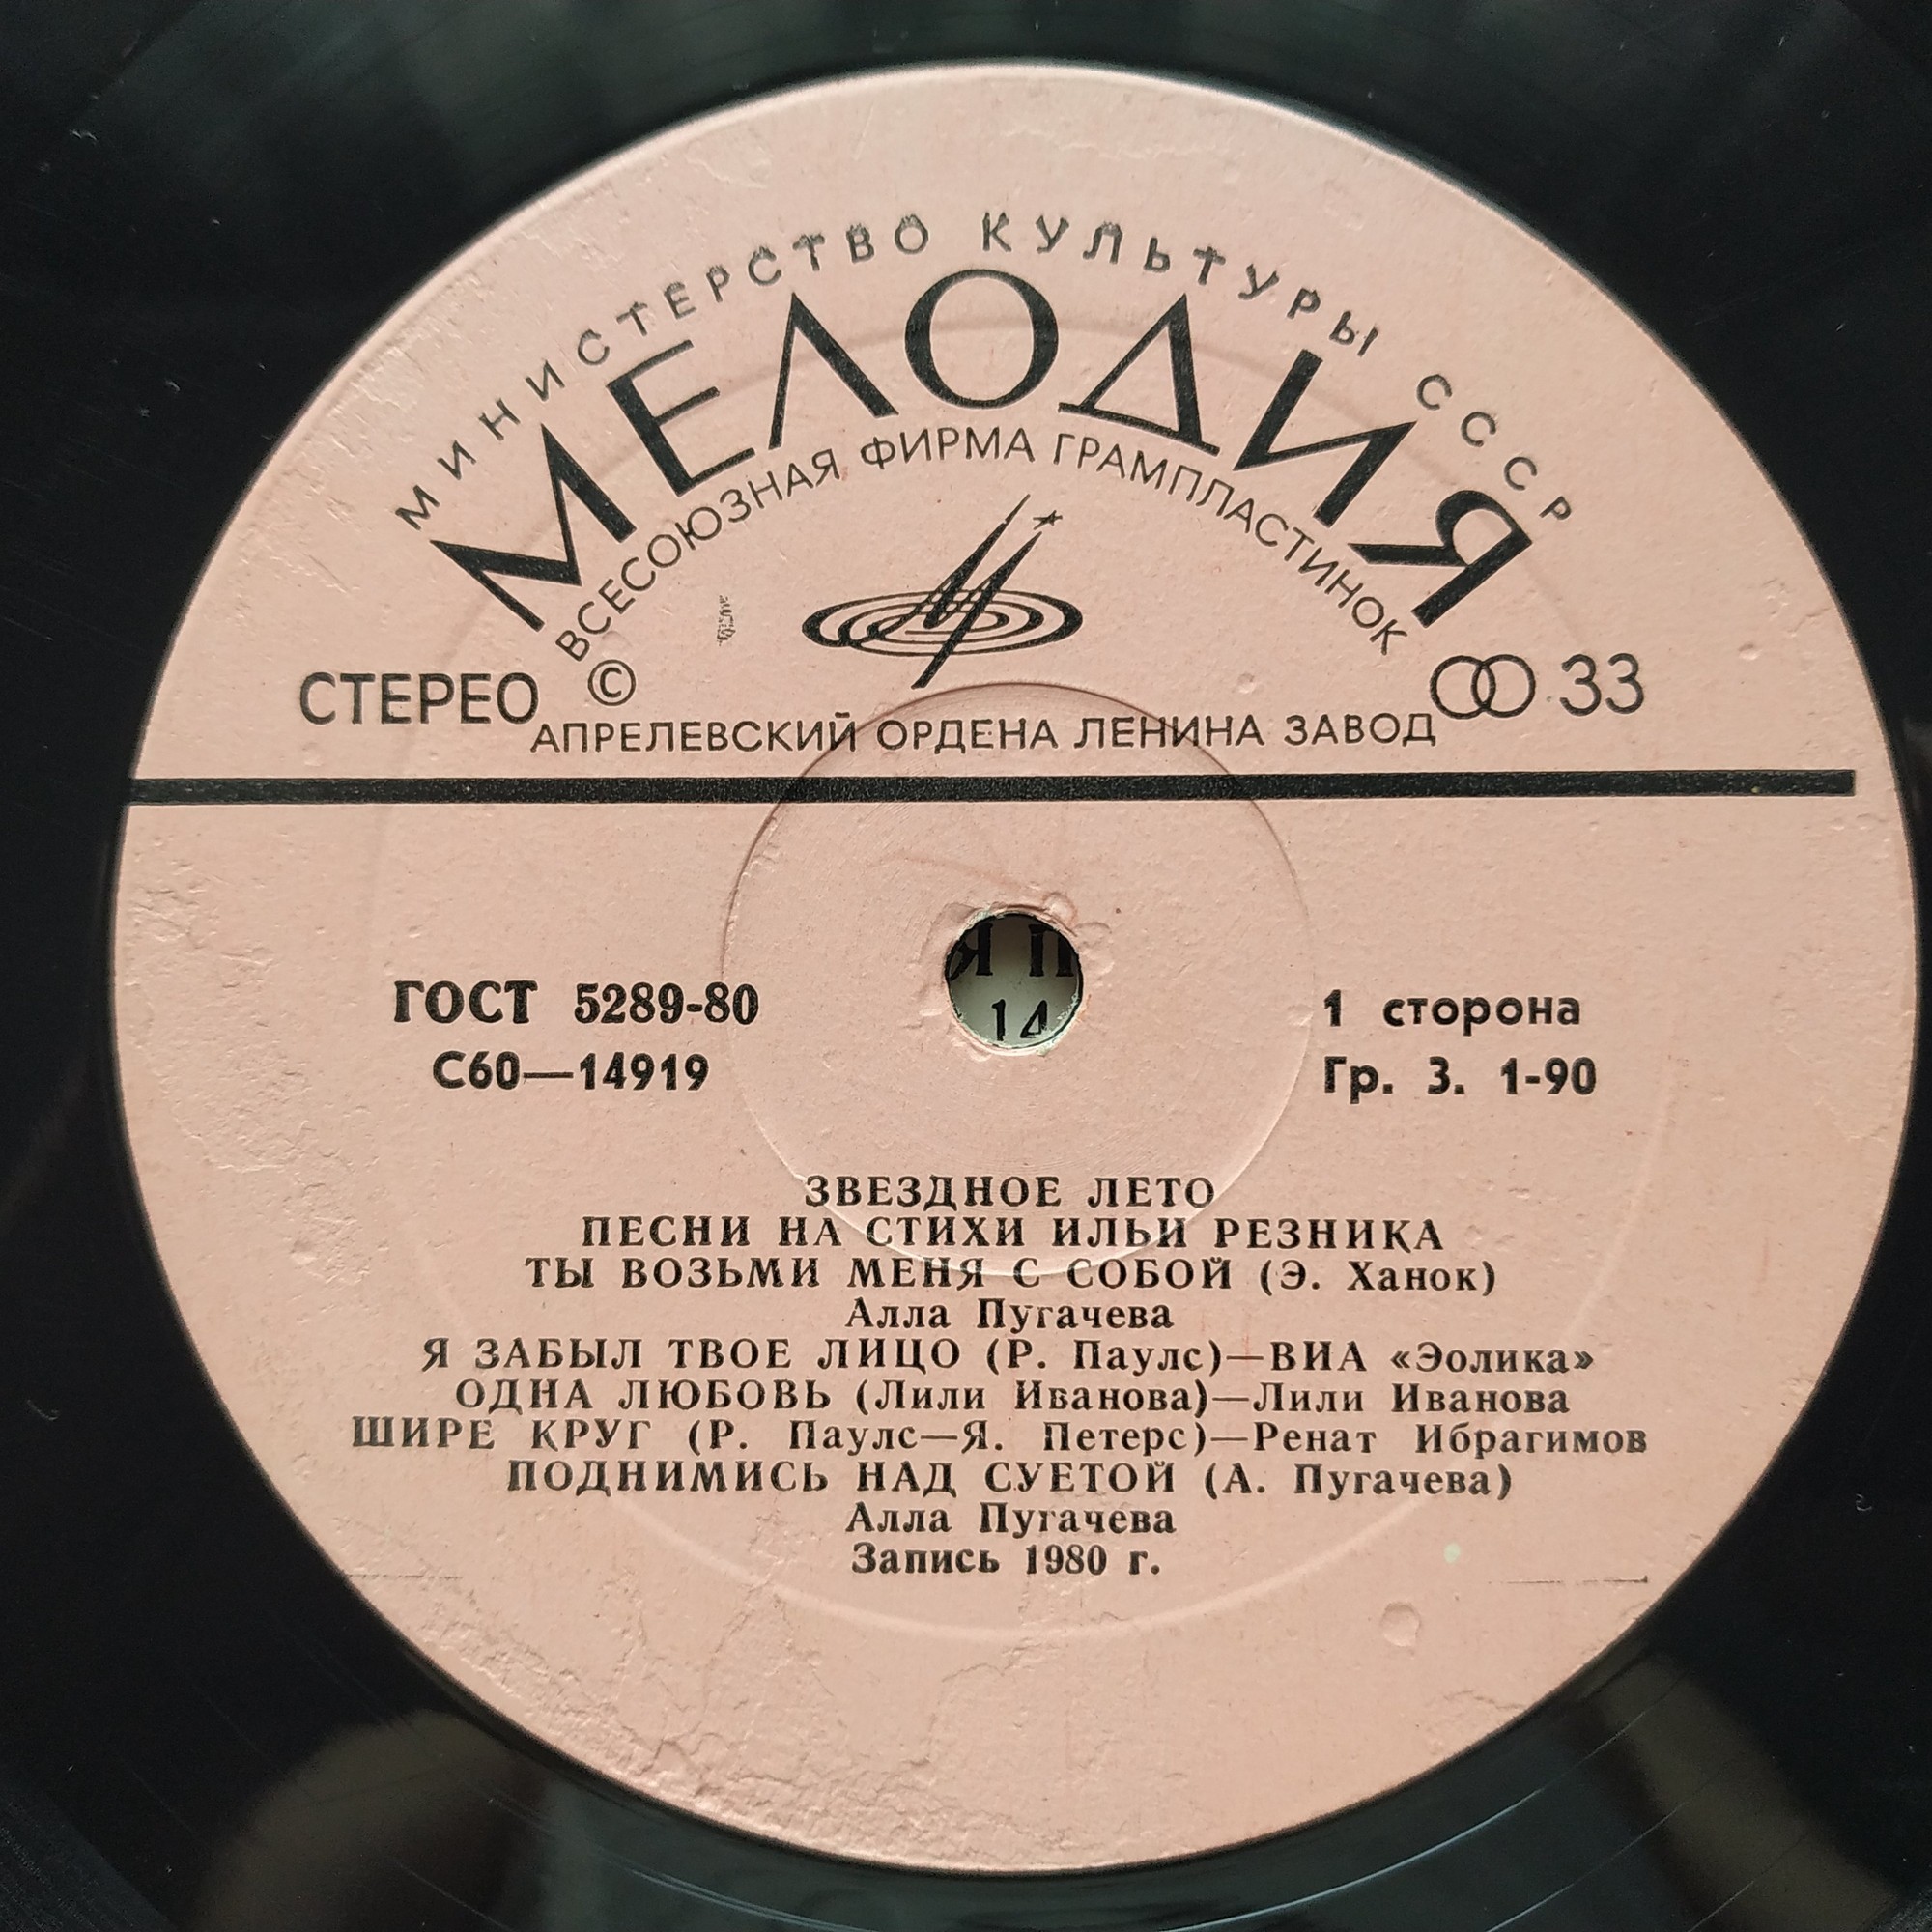 МИНИСТЕРСТВО КУЛЬТУРЫ СССР
МЕЛОДИЯ
ВСЕСОЮЗНАЯ ФИРМА ГРАМПЛАСТИНОК
СТЕРЕО © 33
АПРЕЛЕВСКИЙ ОРДЕНА ЛЕНИНА ЗАВОД
Я П
14
ГОСТ 5289-80
С60—14919
1 сторона
Гр. 3. 1-90
ЗВЕЗДНОЕ ЛЕТО
ПЕСНИ НА СТИХИ ИЛЬИ РЕЗНИКА
ТЫ ВОЗЬМИ МЕНЯ С СОБОЙ (Э. Ханок)
Алла Пугачева
Я ЗАБЫЛ ТВОЕ ЛИЦО (Р. Паулс)—ВИА «Эолика»
ОДНА ЛЮБОВЬ (Лили Иванова)—Лили Иванова
ШИРЕ КРУГ (Р. Паулс—Я. Петерс)—Ренат Ибрагимов
ПОДНИМИСЬ НАД СУЕТОЙ (А. Пугачева)
Алла Пугачева
Запись 1980 г.